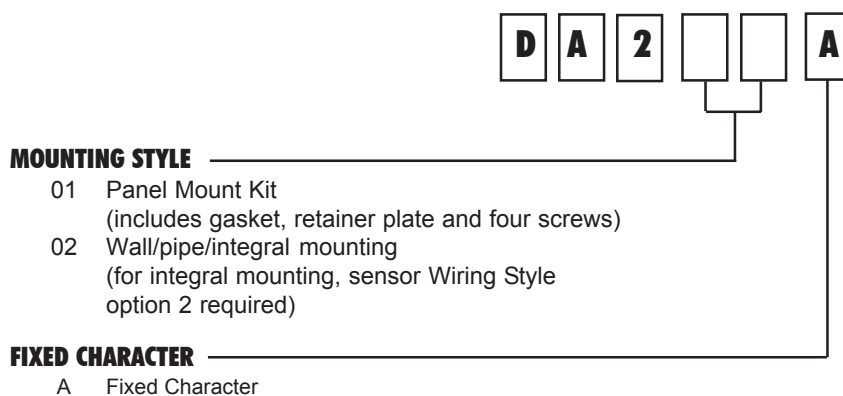 D A 2 A
MOUNTING STYLE
01 Panel Mount Kit
(includes gasket, retainer plate and four screws)
02 Wall/pipe/integral mounting
(for integral mounting, sensor Wiring Style
option 2 required)
FIXED CHARACTER
A Fixed Character